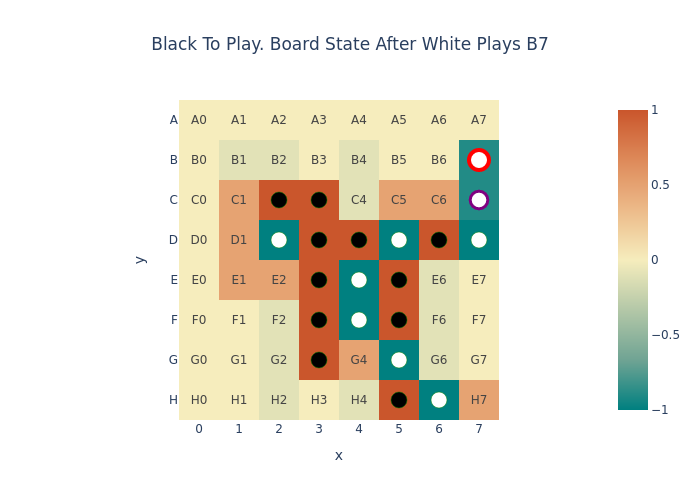 Black To Play. Board State After White Plays B7
A A0 A1 A2 A3 A4 A5 A6 A7
B B0 B1 B2 B3 B4 B5 B6
C C0 C1 C4 C5 C6
D D0 D1
E E0 E1 E2 E6 E7
F F0 F1 F2 F6 F7
G G0 G1 G2 G4 G6 G7
H H0 H1 H2 H3 H4 H7
0 1 2 3 4 5 6 7
x
y
1
0.5
0
−0.5
−1